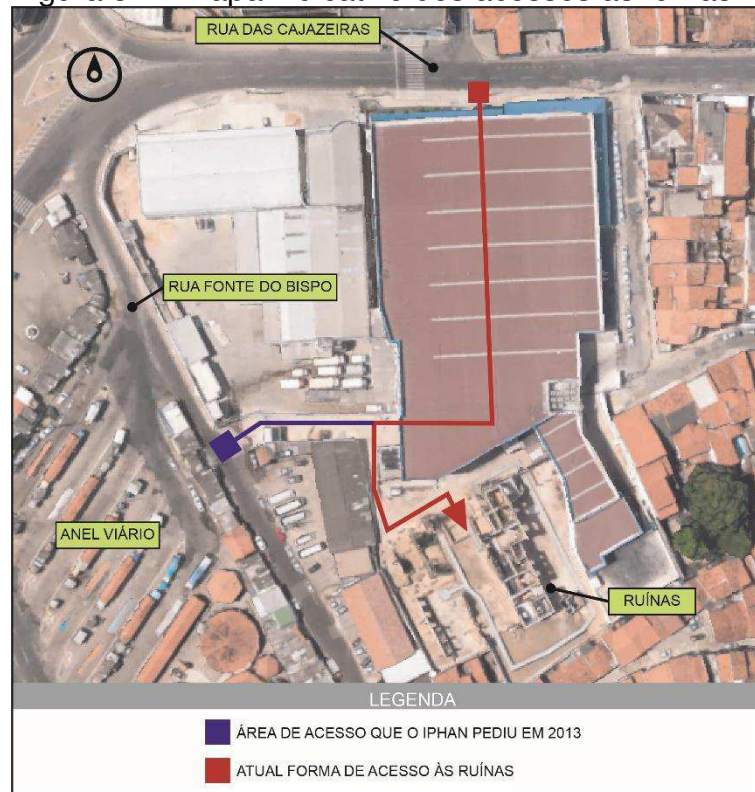 RUA DAS CAJAZEIRAS
RUA FONTE DO BISPO
ANEL VIÁRIO
RUÍNAS
LEGENDA
ÁREA DE ACESSO QUE O IPHAN PEDIU EM 2013
ATUAL FORMA DE ACESSO ÀS RUÍNAS